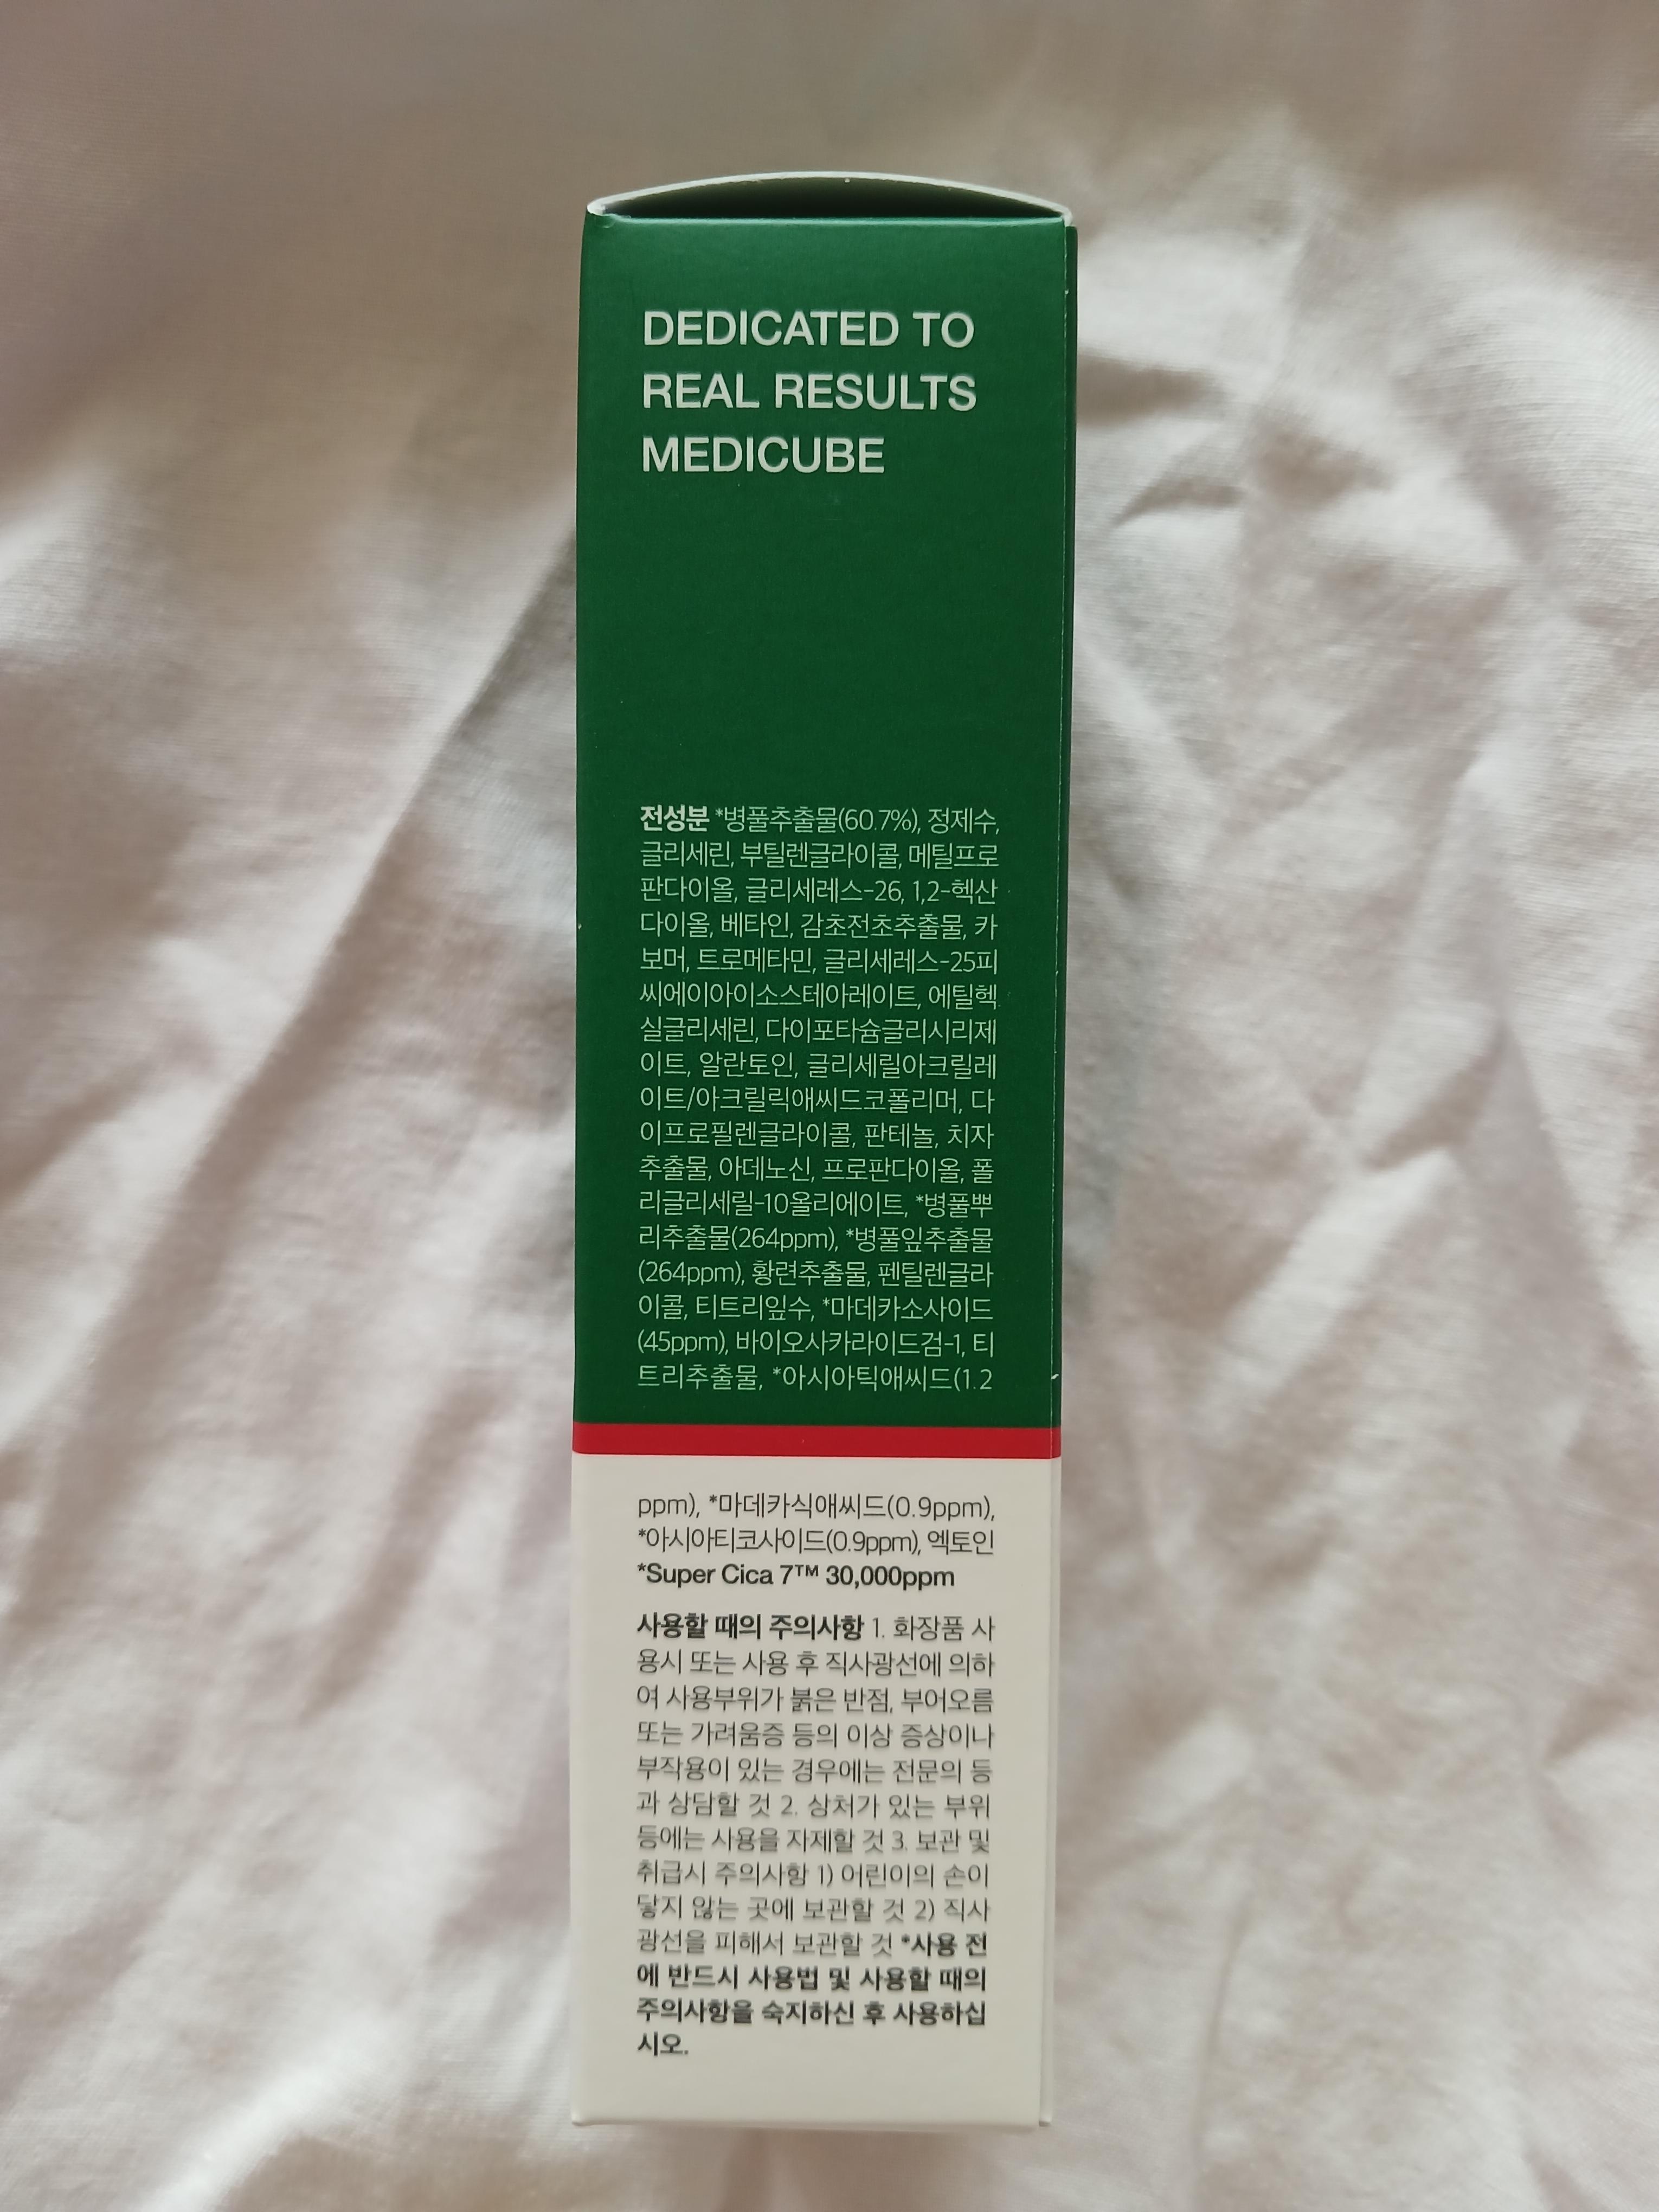 DEDICATED TO
REAL RESULTS
MEDICUBE
전성분 *병풀추출물(60.7%), 정제수,
글리세린, 부틸렌글라이콜, 메틸프로
판다이올, 글리세레스-26, 1,2-헥산
다이올, 베타인, 감초전초추출물, 카
보머, 트로메타민, 글리세레스-25피
씨에이아이소스테아레이트, 에틸헥
실글리세린, 다이포타슘글리시리제
이트, 알란토인, 글리세릴아크릴레
이트/아크릴릭애씨드코폴리머, 다
이프로필렌글라이콜, 판테놀, 치자
추출물, 아데노신, 프로판다이올, 폴
리글리세릴-10올리에이트, *병풀뿌
리추출물(264ppm), *병풀잎추출물
(264ppm), 황련추출물, 펜틸렌글라
이콜, 티트리잎수, *마데카소사이드
(45ppm), 바이오사카라이드검-1, 티
트리추출물, *아시아틱애씨드(1.2
ppm), *마데카식애씨드(0.9ppm),
*아시아티코사이드(0.9ppm), 엑토인
*Super Cica 7™ 30,000ppm
사용할 때의 주의사항 1. 화장품 사
용시 또는 사용 후 직사광선에 의하
여 사용부위가 붉은 반점, 부어오름
또는 가려움증 등의 이상 증상이나
부작용이 있는 경우에는 전문의 등
과 상담할 것 2. 상처가 있는 부위
등에는 사용을 자제할 것 3. 보관 및
취급시 주의사항 1) 어린이의 손이
닿지 않는 곳에 보관할 것 2) 직사
광선을 피해서 보관할 것 *사용 전
에 반드시 사용법 및 사용할 때의
주의사항을 숙지하신 후 사용하십
시오.